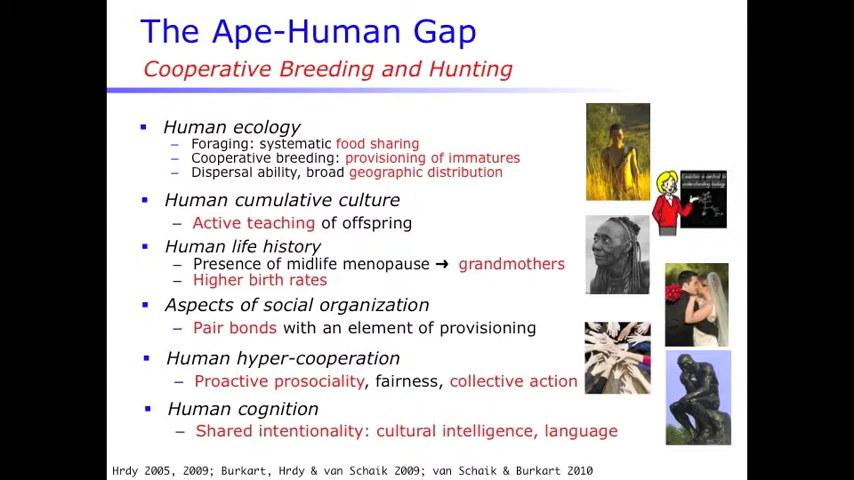 The Ape-Human Gap
Cooperative Breeding and Hunting
▪ Human ecology
– Foraging: systematic food sharing
– Cooperative breeding: provisioning of immatures
– Dispersal ability, broad geographic distribution
▪ Human cumulative culture
– Active teaching of offspring
▪ Human life history
– Presence of midlife menopause → grandmothers
– Higher birth rates
▪ Aspects of social organization
– Pair bonds with an element of provisioning
▪ Human hyper-cooperation
– Proactive prosociality, fairness, collective action
▪ Human cognition
– Shared intentionality: cultural intelligence, language
Hrdy 2005, 2009; Burkart, Hrdy & van Schaik 2009; van Schaik & Burkart 2010